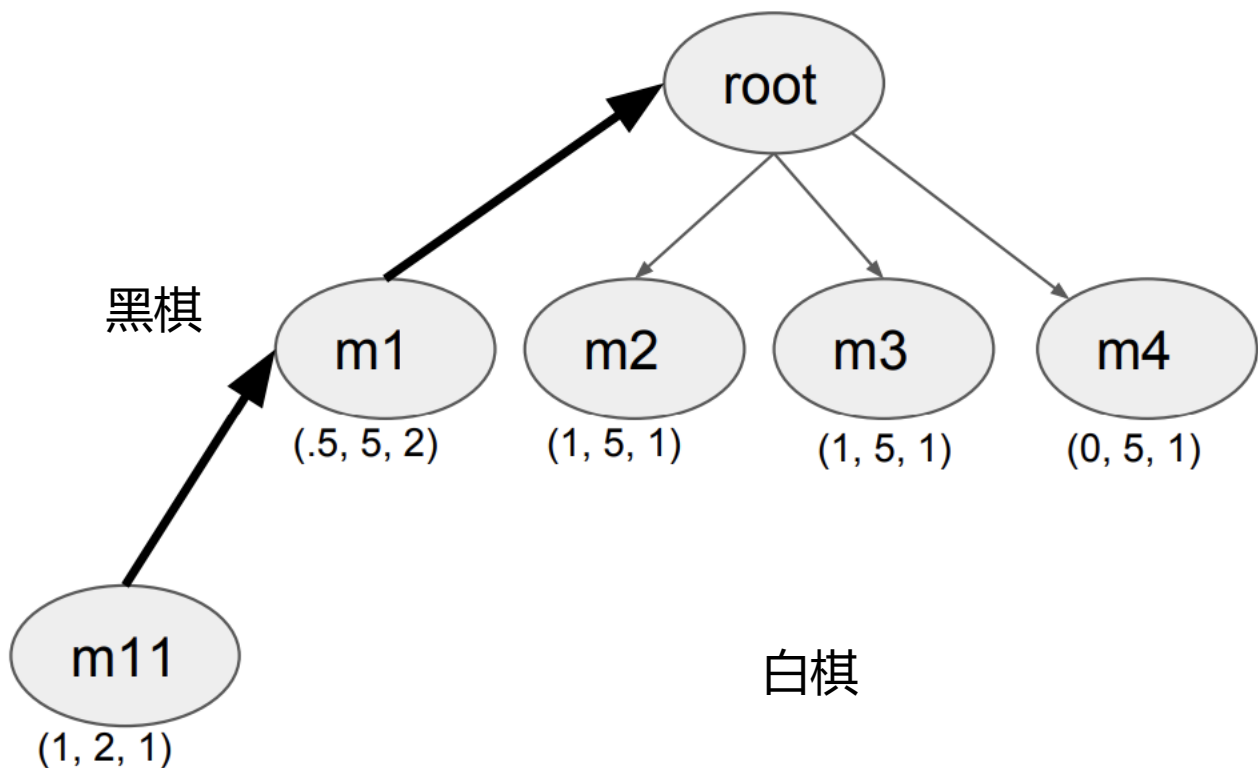 root
黑棋
m1
m2
m3
m4
(.5, 5, 2)
(1, 5, 1)
(1, 5, 1)
(0, 5, 1)
m11
白棋
(1, 2, 1)